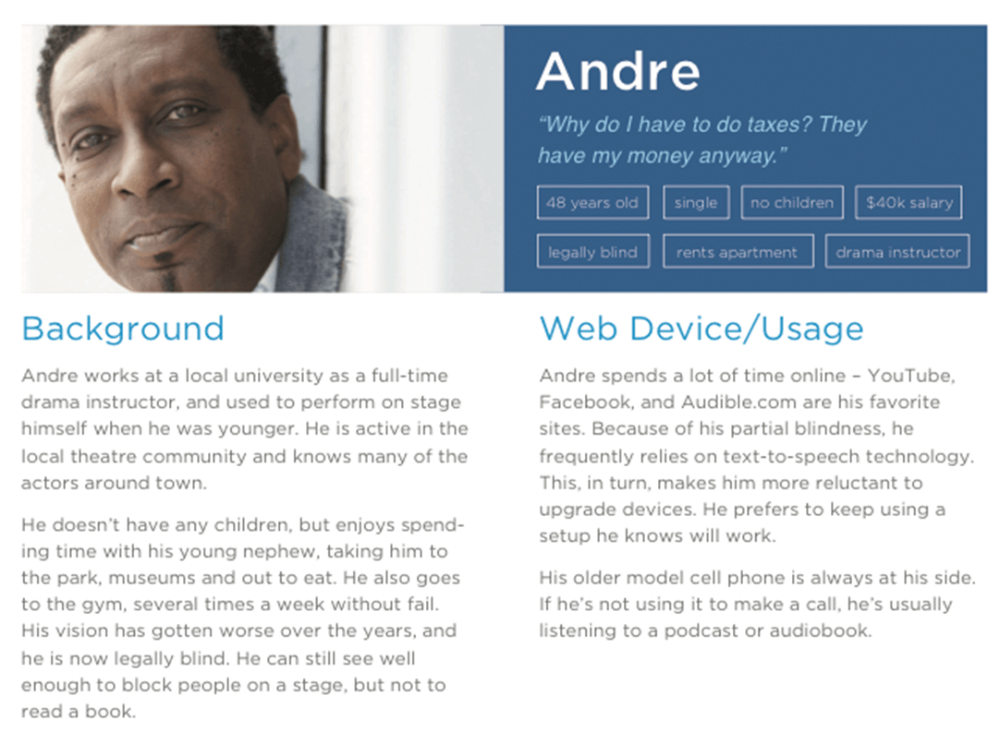 Andre
“Why do I have to do taxes? They
have my money anyway.”
48 years old
single
no children
$40k salary
legally blind
rents apartment
drama instructor
Background
Andre works at a local university as a full-time
drama instructor, and used to perform on stage
himself when he was younger. He is active in the
local theatre community and knows many of the
actors around town.
He doesn’t have any children, but enjoys spend-
ing time with his young nephew, taking him to
the park, museums and out to eat. He also goes
to the gym, several times a week without fail.
His vision has gotten worse over the years, and
he is now legally blind. He can still see well
enough to block people on a stage, but not to
read a book.
Web Device/Usage
Andre spends a lot of time online – YouTube,
Facebook, and Audible.com are his favorite
sites. Because of his partial blindness, he
frequently relies on text-to-speech technology.
This, in turn, makes him more reluctant to
upgrade devices. He prefers to keep using a
setup he knows will work.
His older model cell phone is always at his side.
If he’s not using it to make a call, he’s usually
listening to a podcast or audiobook.